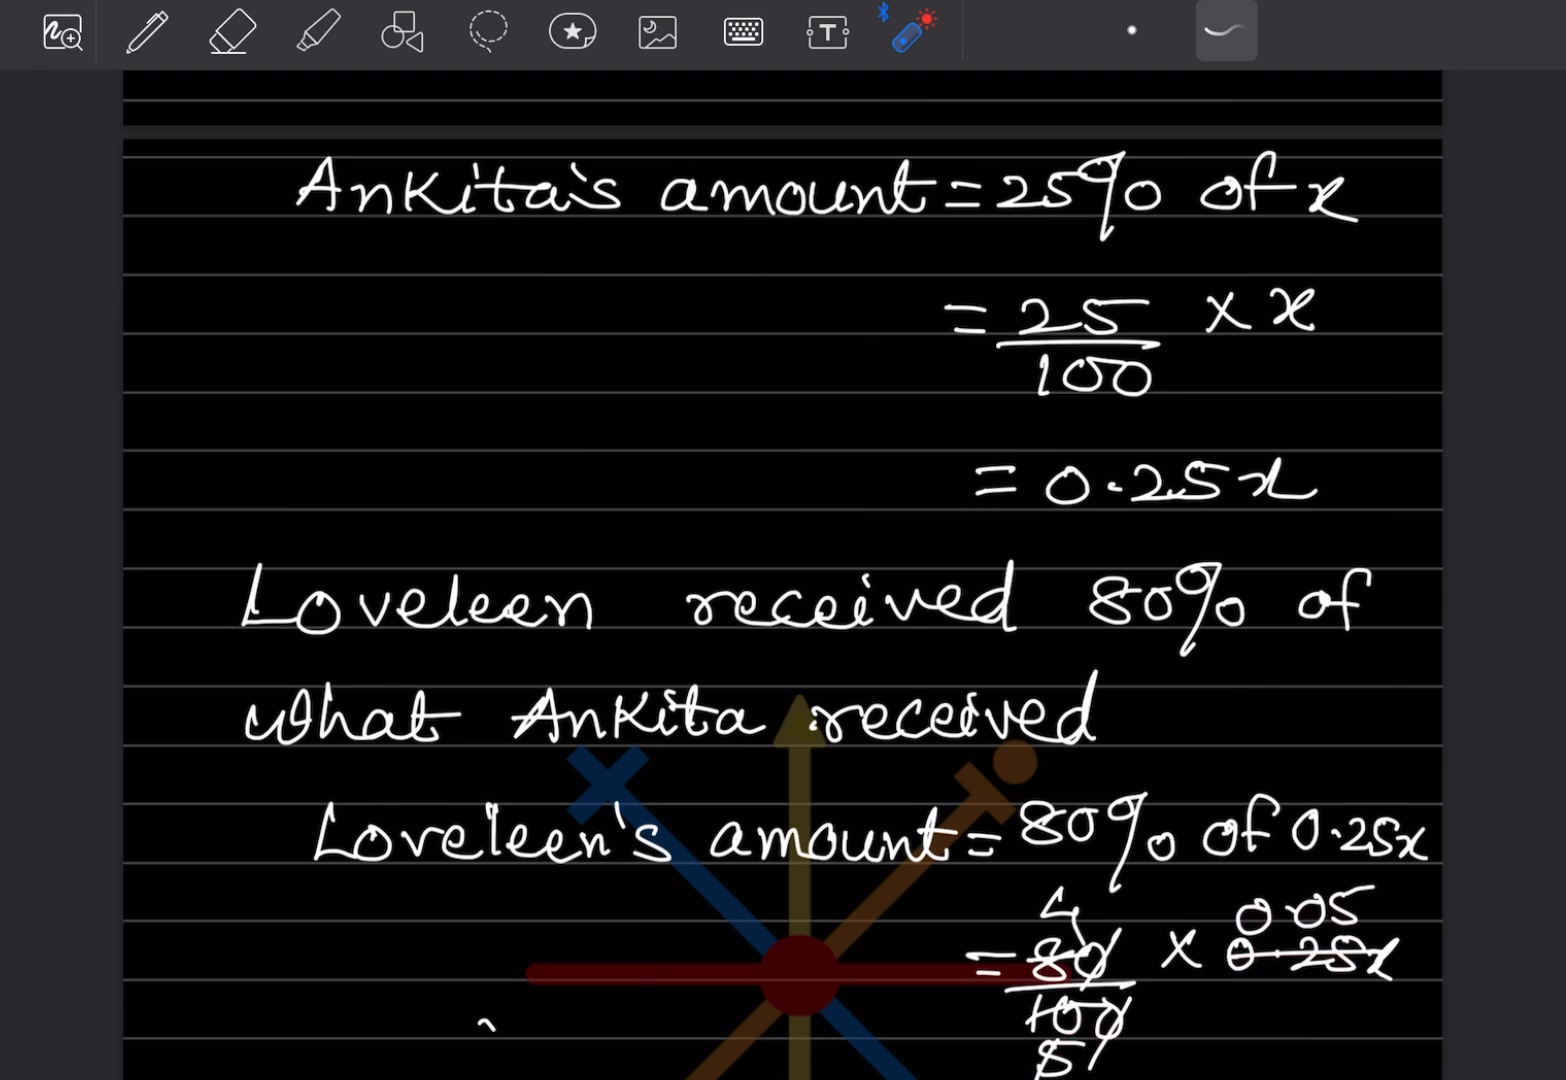 Ankita's amount = 25% of x
= 25/100 × x
= 0.25x
Loveleen received 80% of
what Ankita received
Loveleen's amount = 80% of 0.25x
4 0.05
= 80 × 0.25x
100
5